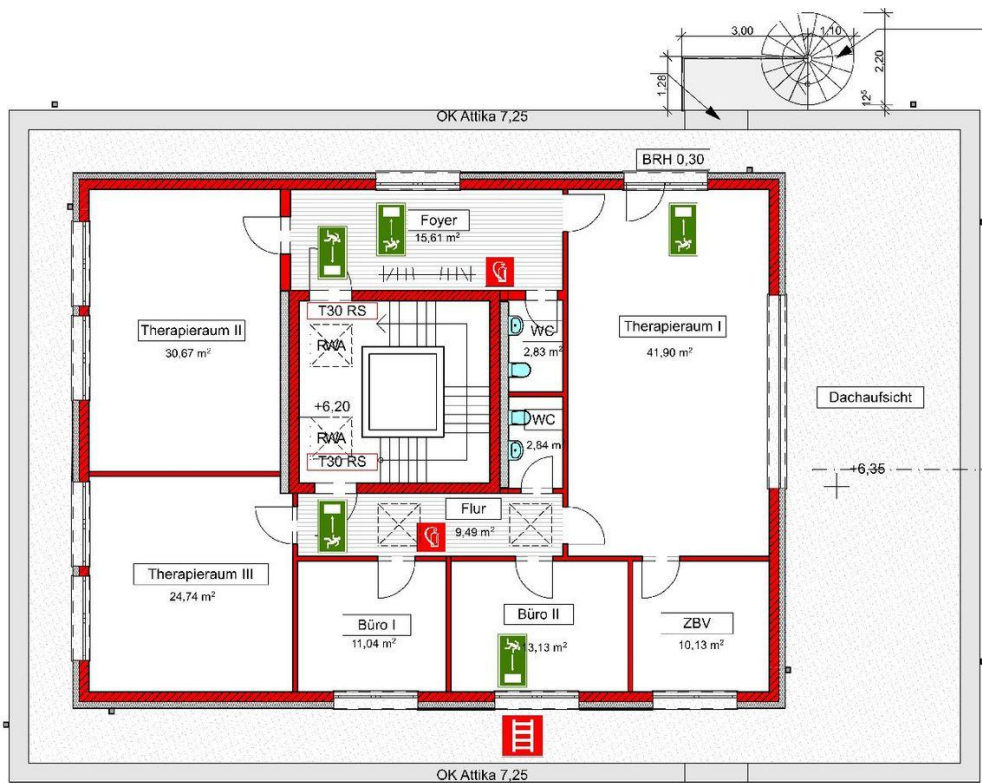 3,00
1,10
2,20
1,28
12⁵
OK Attika 7,25
BRH 0,30
Foyer
15,61 m²
T30 RS
WC
2,83 m²
Therapieraum II
30,67 m²
RWA
Therapieraum I
41,90 m²
+6,20
Dachaufsicht
RWA
WC
2,84 m
T30 RS
+6,35
Flur
9,49 m²
Therapieraum III
24,74 m²
Büro I
11,04 m²
Büro II
13,13 m²
ZBV
10,13 m²
OK Attika 7,25